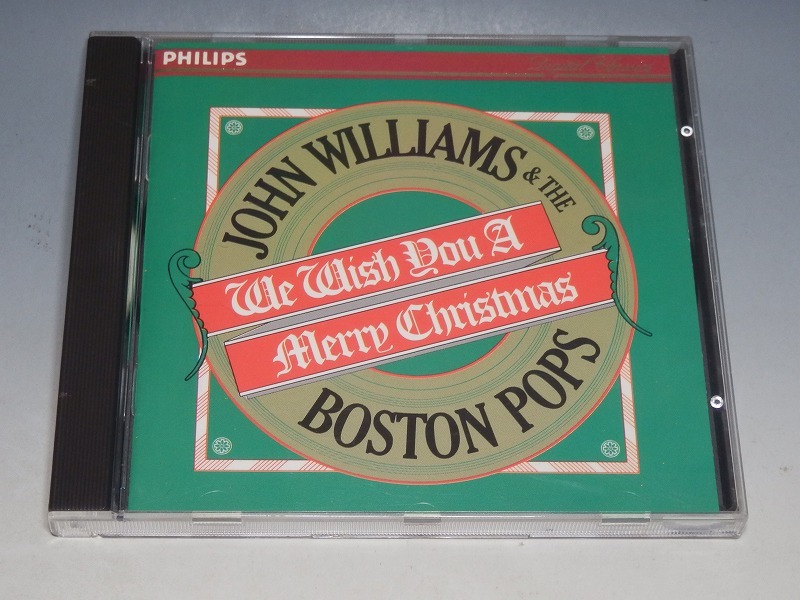 PHILIPS
JOHN WILLIAMS & THE
We Wish You A
Merry Christmas
BOSTON POPS